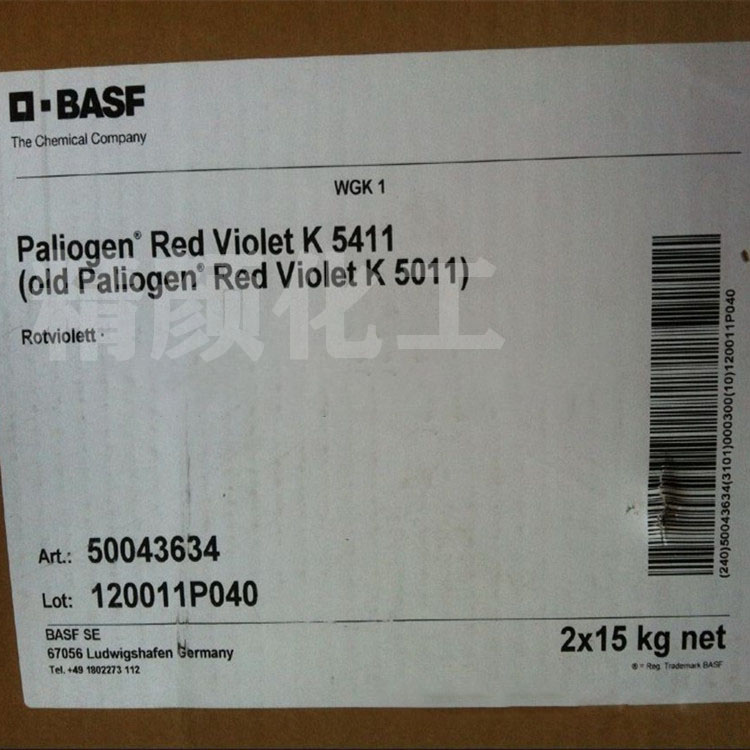 BASF
The Chemical Company
WGK 1
Paliogen® Red Violet K 5411
(old Paliogen® Red Violet K 5011)
精颜化工
Rotviolett
Art.: 50043634
Lot: 120011P040
BASF SE
67056 Ludwigshafen Germany
Tel. +49 1802273 112
2x15 kg net
® = Reg. Trademark BASF
(240)50043634(3101)000300(10)120011P040